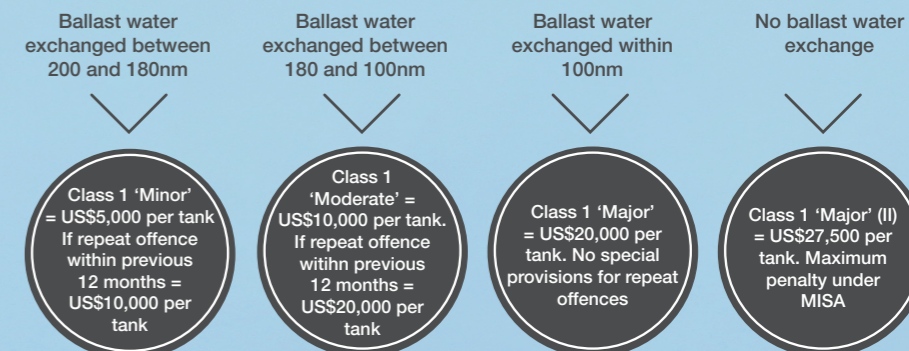 Ballast water
exchanged between
200 and 180nm
Class 1 ‘Minor’
= US$5,000 per tank
If repeat offence
within previous
12 months =
US$10,000 per
tank
Ballast water
exchanged between
180 and 100nm
Class 1
‘Moderate’ =
US$10,000 per tank.
If repeat offence
witihn previous
12 months =
US$20,000 per
tank
Ballast water
exchanged within
100nm
Class 1 ‘Major’
= US$20,000 per
tank. No special
provisions for repeat
offences
No ballast water
exchange
Class 1 ‘Major’ (II)
= US$27,500 per
tank. Maximum
penalty under
MISA